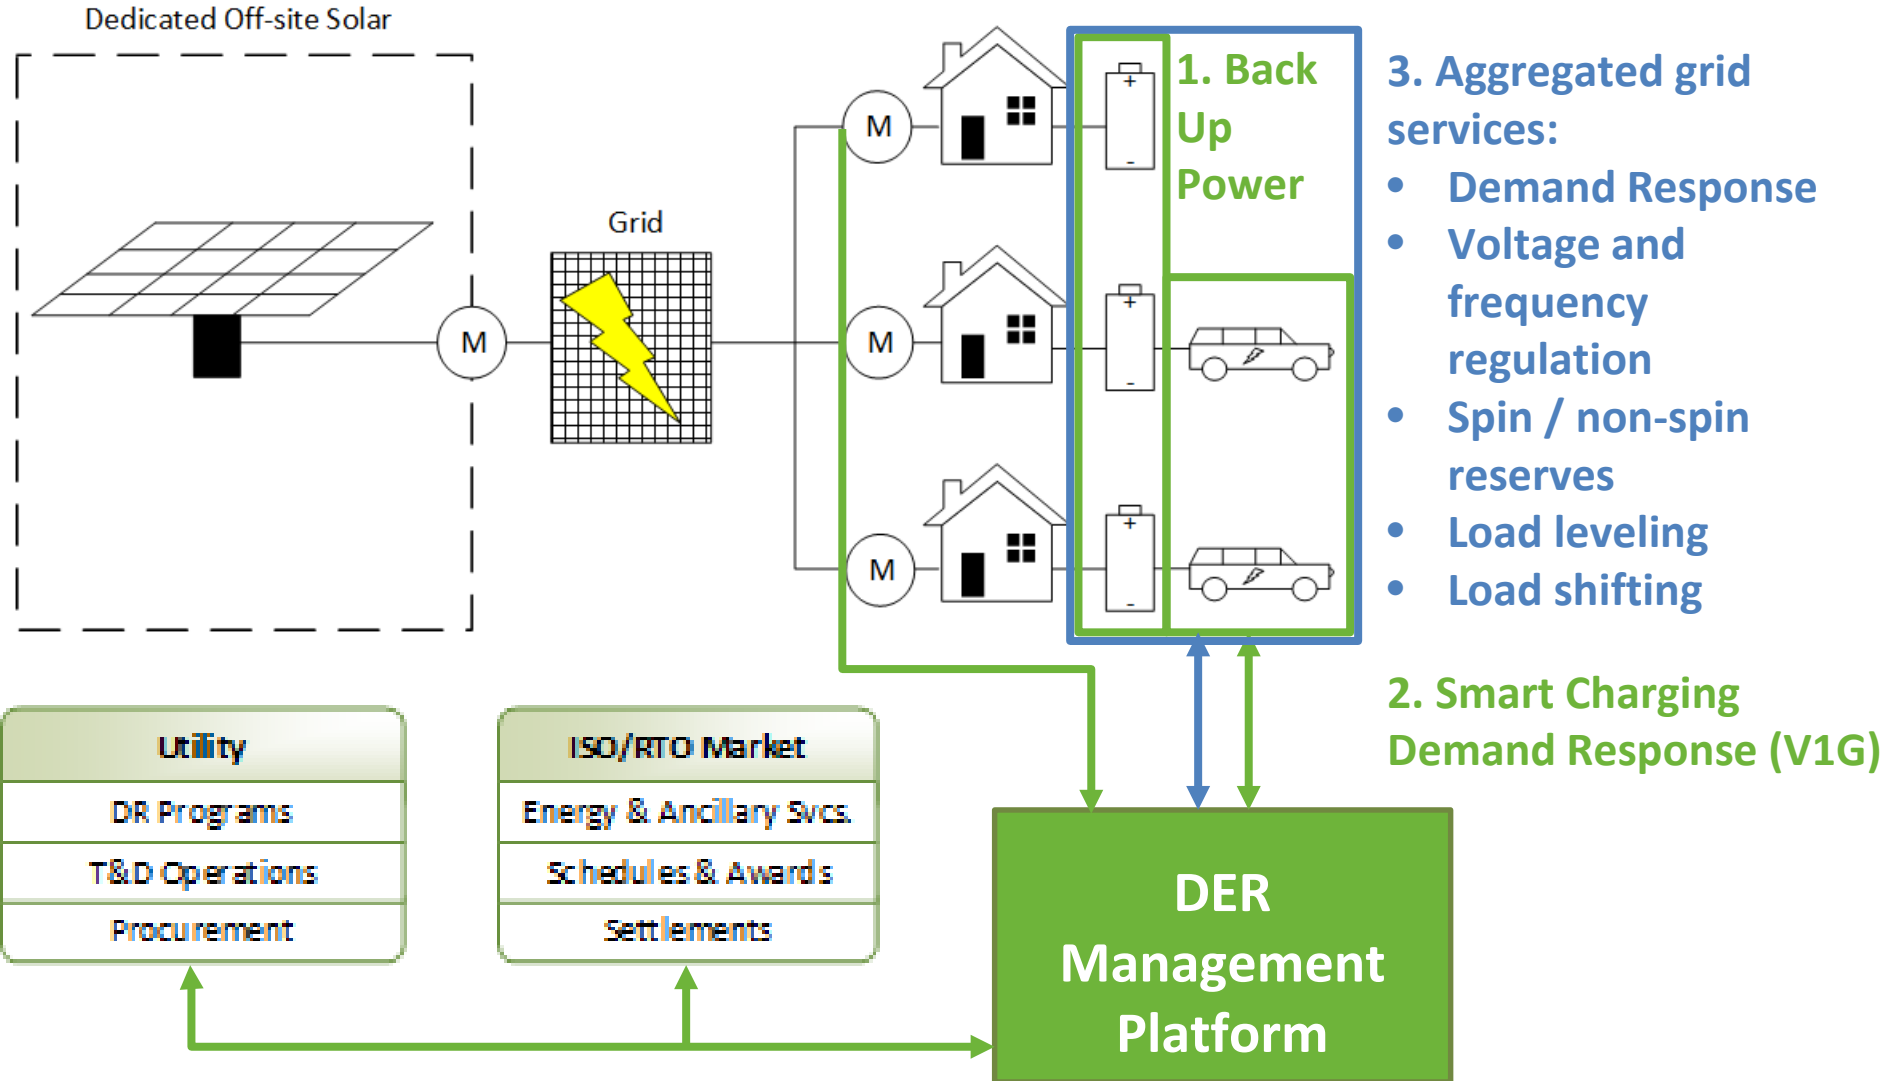 Dedicated Off-site Solar
M
Grid
M
M
M
+
-
+
-
+
-
1. Back
Up
Power
3. Aggregated grid
services:
• Demand Response
• Voltage and
frequency
regulation
• Spin / non-spin
reserves
• Load leveling
• Load shifting
2. Smart Charging
Demand Response (V1G)
Utility
DR Programs
T&D Operations
Procurement
ISO/RTO Market
Energy & Ancillary Svcs.
Schedules & Awards
Settlements
DER
Management
Platform